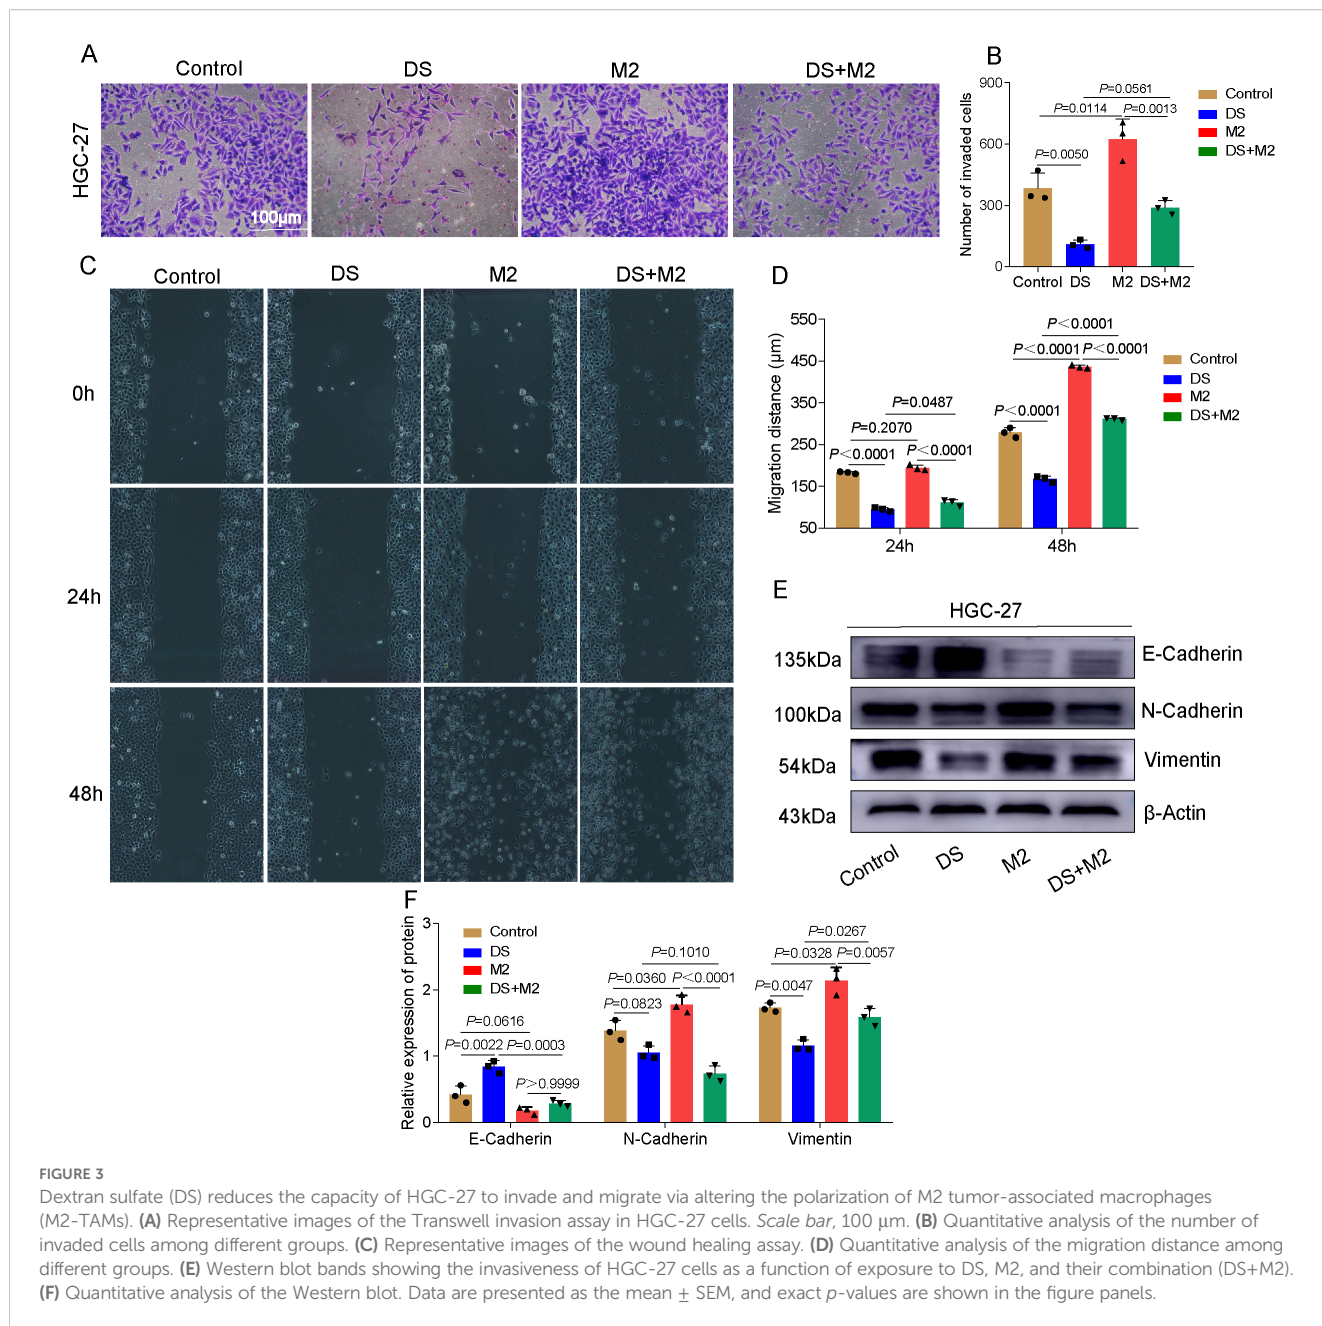 A
Control DS M2 DS+M2
HGC-27
100μm
B
Number of invaded cells
900
600
300
0
P=0.0561
P=0.0114 P=0.0013
P=0.0050
Control DS M2 DS+M2
Control
DS
M2
DS+M2
C
Control DS M2 DS+M2
0h
24h
48h
D
Migration distance (μm)
550
450
350
250
150
50
P=0.0487
P=0.2070
P<0.0001 P<0.0001
P<0.0001
P<0.0001 P<0.0001
P<0.0001
24h 48h
Control
DS
M2
DS+M2
E
HGC-27
135kDa E-Cadherin
100kDa N-Cadherin
54kDa Vimentin
43kDa β-Actin
Control DS M2 DS+M2
F
Relative expression of protein
3
2
1
0
Control
DS
M2
DS+M2
P=0.0616
P=0.0022 P=0.0003
P>0.9999
P=0.1010
P=0.0360 P<0.0001
P=0.0823
P=0.0267
P=0.0328 P=0.0057
P=0.0047
E-Cadherin N-Cadherin Vimentin
FIGURE 3
Dextran sulfate (DS) reduces the capacity of HGC-27 to invade and migrate via altering the polarization of M2 tumor-associated macrophages
(M2-TAMs). (A) Representative images of the Transwell invasion assay in HGC-27 cells. Scale bar, 100 μm. (B) Quantitative analysis of the number of
invaded cells among different groups. (C) Representative images of the wound healing assay. (D) Quantitative analysis of the migration distance among
different groups. (E) Western blot bands showing the invasiveness of HGC-27 cells as a function of exposure to DS, M2, and their combination (DS+M2).
(F) Quantitative analysis of the Western blot. Data are presented as the mean ± SEM, and exact p-values are shown in the figure panels.